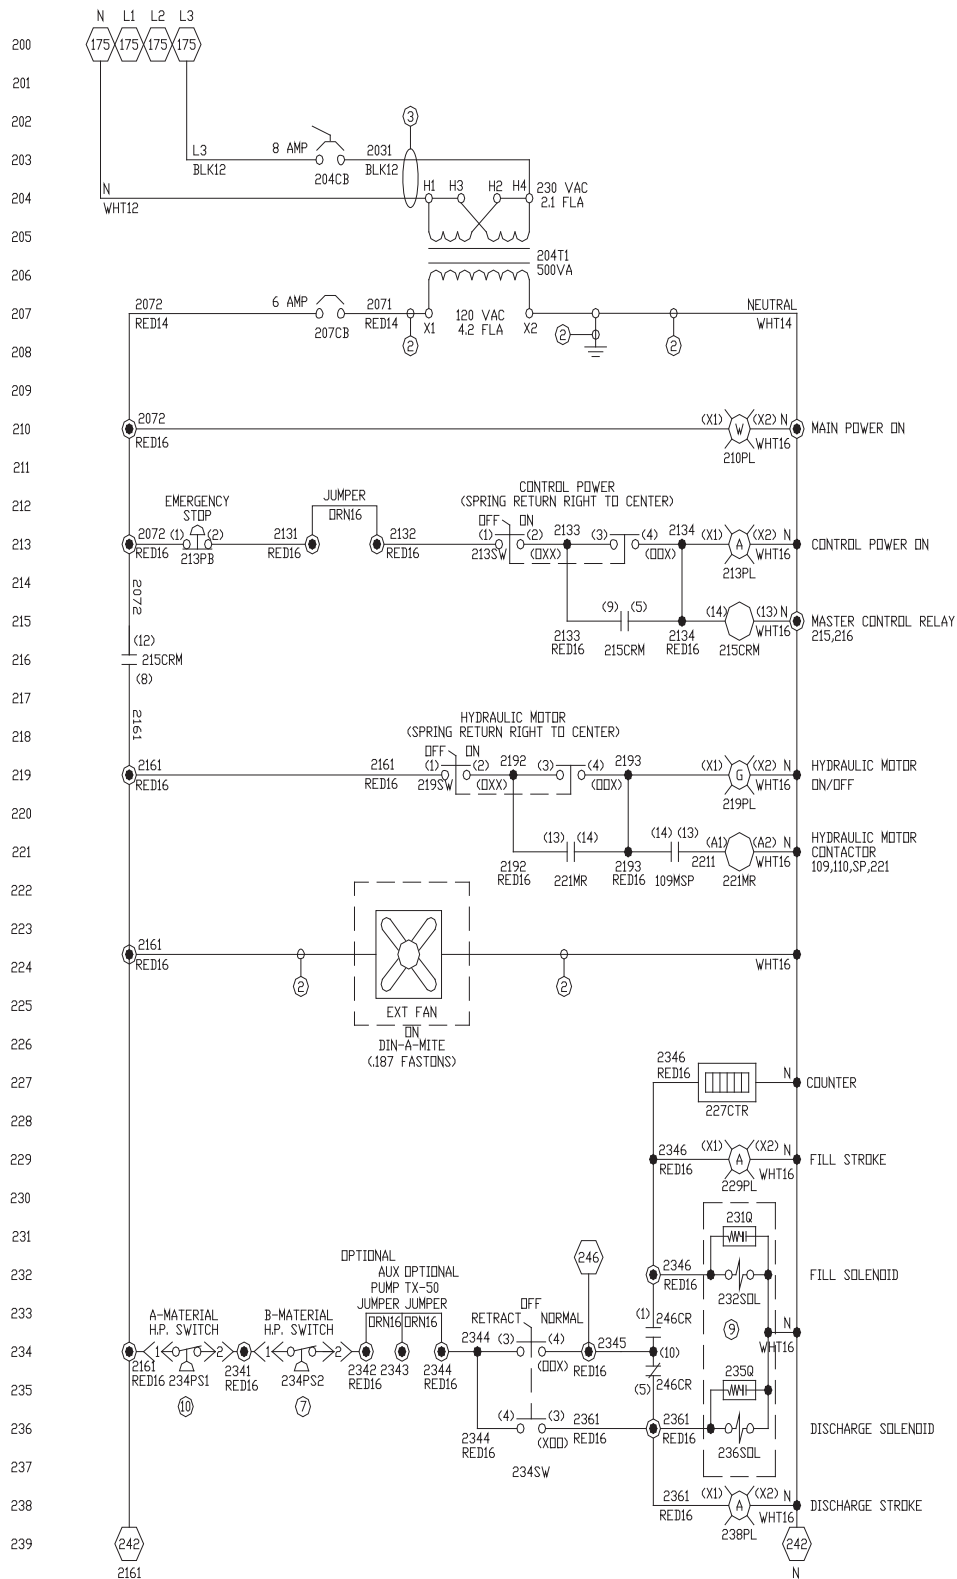 N L1 L2 L3
200 175 175 175 175
201
202 3
8 AMP 2031
203 L3 BLK12 204CB BLK12
H1 H3 H2 H4 230 VAC
2.1 FLA
204 N WHT12
205
204T1
500VA
206
2072 6 AMP 2071 NEUTRAL
207 RED14 207CB RED14 X1 120 VAC X2 WHT14
4.2 FLA
208 2 2 2
209
2072 (X1) (X2) N
210 RED16 W WHT16 MAIN POWER ON
210PL
211
212 EMERGENCY STOP JUMPER ORN16 CONTROL POWER
(SPRING RETURN RIGHT TO CENTER)
OFF ON
2072 (1) (2) 2131 2132 (1) (2) 2133 (3) (4) 2134 (X1) (X2) N
213 RED16 213PB RED16 RED16 213SW (OXX) (OOX) A WHT16 CONTROL POWER ON
213PL
214 2072
(9) (5) (14) (13) N
215 2133 RED16 215CRM 2134 RED16 215CRM WHT16 MASTER CONTROL RELAY
215,216
(12)
216 215CRM
(8)
217 2161
218 HYDRAULIC MOTOR
(SPRING RETURN RIGHT TO CENTER)
OFF ON
2161 2161 (1) (2) 2192 (3) (4) 2193 (X1) (X2) N
219 RED16 RED16 219SW (OXX) (OOX) G WHT16 HYDRAULIC MOTOR
ON/OFF
219PL
220
(13) (14) (14) (13) (A1) (A2) N
221 2192 RED16 221MR 2193 RED16 109MSP 2211 221MR WHT16 HYDRAULIC MOTOR
CONTACTOR
109,110,SP,221
222
223
2161
224 RED16 2 2 WHT16
225 EXT FAN
ON
226 DIN-A-MITE
(.187 FASTONS)
2346
227 RED16 N COUNTER
227CTR
228
2346 (X1) (X2) N
229 RED16 A WHT16 FILL STROKE
229PL
230
231 231Q
OPTIONAL 246
2346
232 RED16 232SOL FILL SOLENOID
AUX OPTIONAL
PUMP TX-50
JUMPER JUMPER
ORN16 ORN16
233 A-MATERIAL
H.P. SWITCH
B-MATERIAL
H.P. SWITCH
OFF
RETRACT NORMAL
(1) 246CR 9 N
WHT16
234 1 2 1 2 2344 (3) (4) 2345 (10)
2161 RED16 234PS1 2341 RED16 234PS2 2342 RED16 2343 2344 RED16 (OOX) RED16
(5) 246CR
235 10 7 235Q
(4) (3) 2361 2361
236 2344 RED16 (XOO) RED16 RED16 236SOL DISCHARGE SOLENOID
237 234SW
2361 (X1) (X2) N
238 RED16 A WHT16 DISCHARGE STROKE
238PL
239 242 242
2161 N